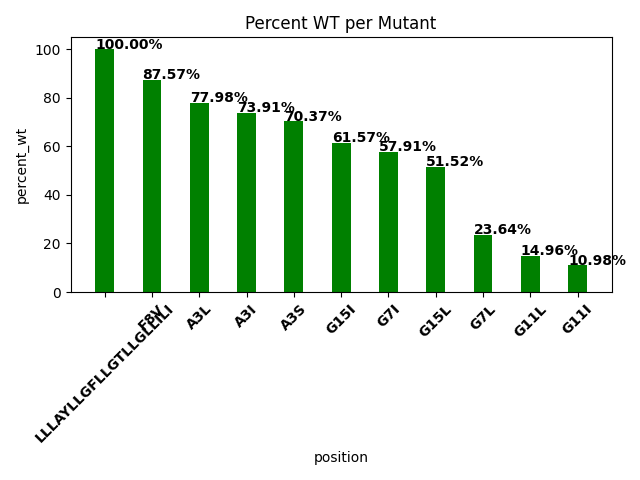 Percent WT per Mutant
100.00%
87.57%
77.98%
73.91%
70.37%
61.57%
57.91%
51.52%
23.64%
14.96%
10.98%
percent_wt
100
80
60
40
20
0
LLLAYLLGFLLGTLLGLLILI
F8V
A3L
A3I
A3S
G15I
G7I
G15L
G7L
G11L
G11I
position